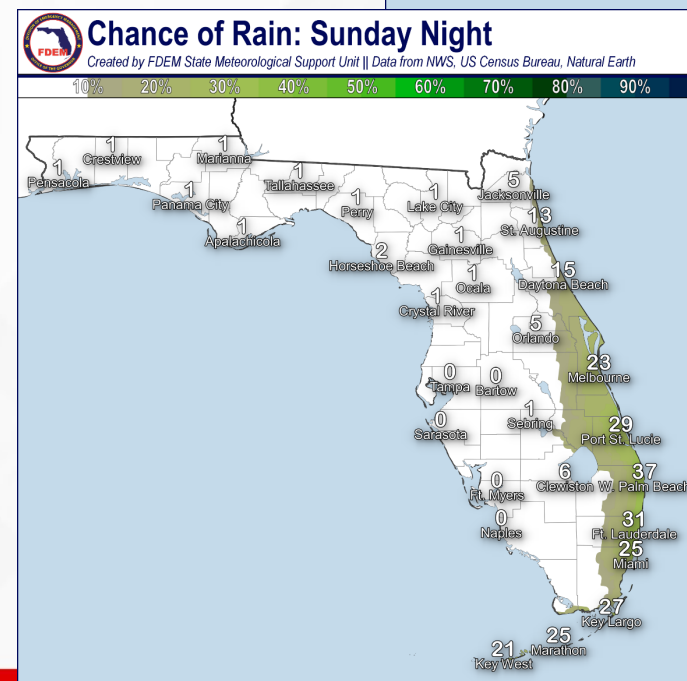 FDEM
Chance of Rain: Sunday Night
Created by FDEM State Meteorological Support Unit || Data from NWS, US Census Bureau, Natural Earth
10% 20% 30% 40% 50% 60% 70% 80% 90%
1
Crestview
1
Marianna
1
Pensacola
1
Tallahassee
5
Jacksonville
1
Panama City
1
Perry
1
Lake City
13
St. Augustine
1
Apalachicola
1
Gainesville
2
Horseshoe Beach
1
Ocala
15
Daytona Beach
1
Crystal River
5
Orlando
0
Tampa
0
Bartow
23
Melbourne
0
Sarasota
1
Sebring
29
Port St. Lucie
0
Ft. Myers
6
Clewiston
37
W. Palm Beach
0
Naples
31
Ft. Lauderdale
25
Miami
27
Key Largo
25
Marathon
21
Key West